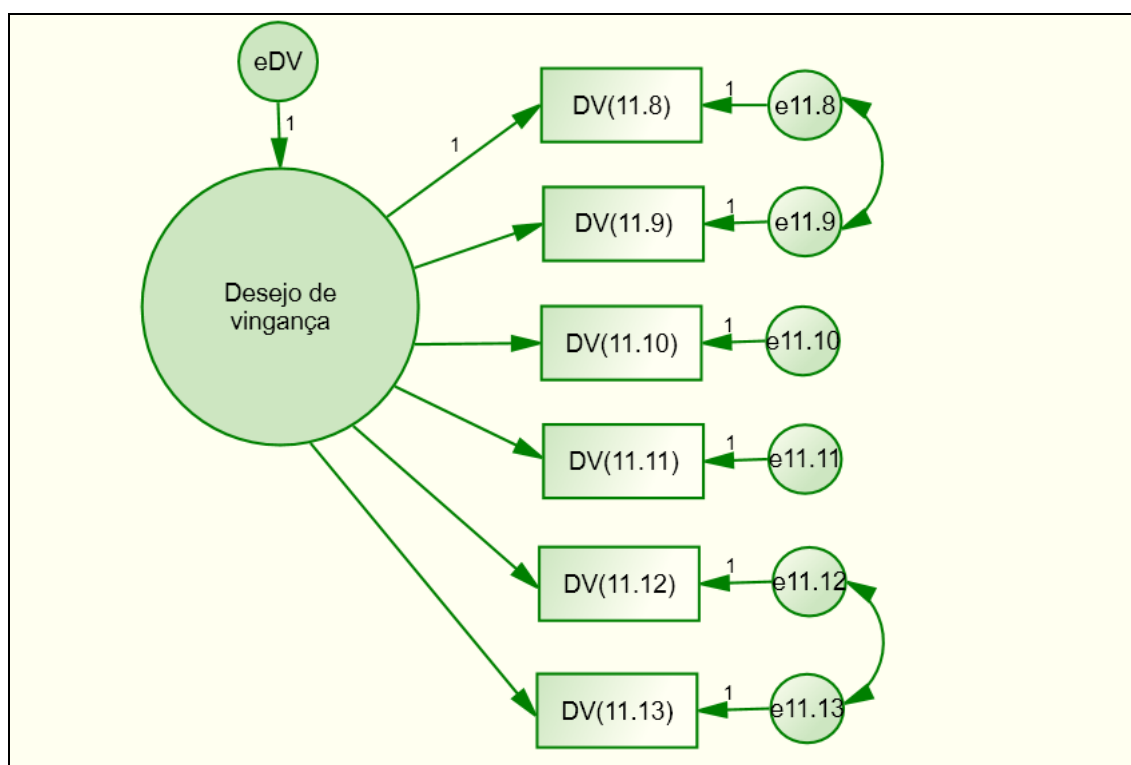 eDV
1
Desejo de
vingança
1
DV(11.8)
1
e11.8
DV(11.9)
1
e11.9
DV(11.10)
1
e11.10
DV(11.11)
1
e11.11
DV(11.12)
1
e11.12
DV(11.13)
1
e11.13